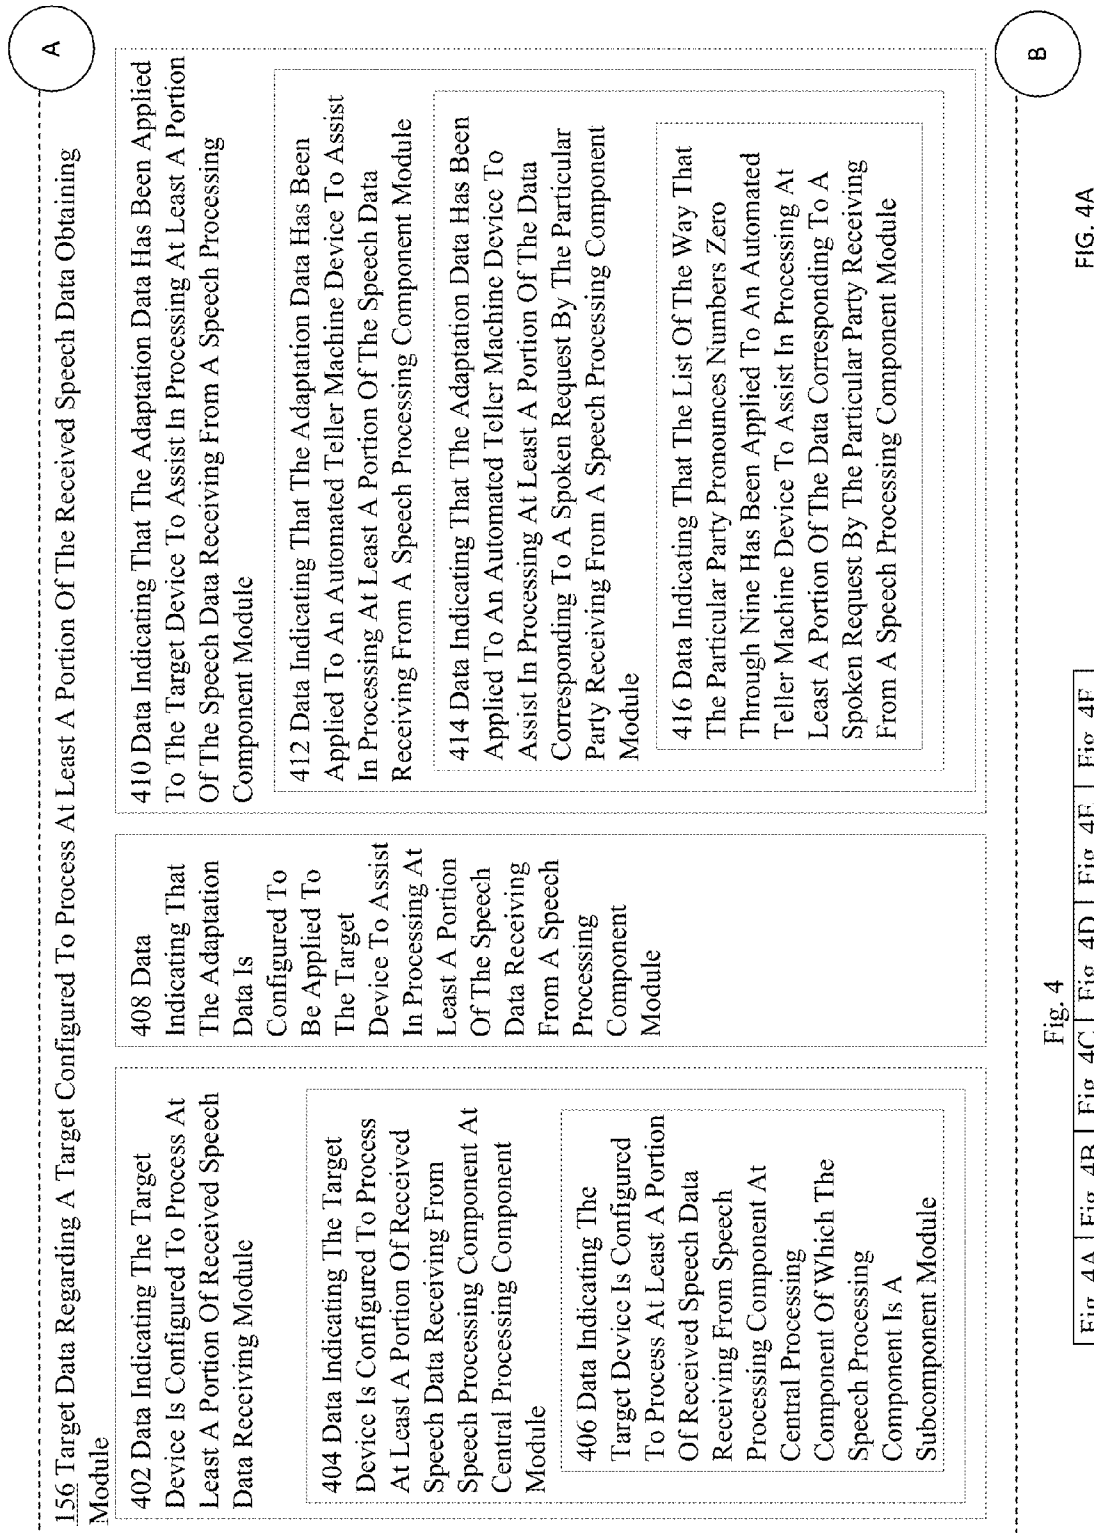 156 Target Data Regarding A Target Configured To Process At Least A Portion Of The Received Speech Data Obtaining
Module
402 Data Indicating The Target
Device Is Configured To Process At
Least A Portion Of Received Speech
Data Receiving Module
404 Data Indicating The Target
Device Is Configured To Process
At Least A Portion Of Received
Speech Data Receiving From
Speech Processing Component At
Central Processing Component
Module
406 Data Indicating The
Target Device Is Configured
To Process At Least A Portion
Of Received Speech Data
Receiving From Speech
Processing Component At
Central Processing
Component Of Which The
Speech Processing
Component Is A
Subcomponent Module
408 Data
Indicating That
The Adaptation
Data Is
Configured To
Be Applied To
The Target
Device To Assist
In Processing At
Least A Portion
Of The Speech
Data Receiving
From A Speech
Processing
Component
Module
410 Data Indicating That The Adaptation Data Has Been Applied
To The Target Device To Assist In Processing At Least A Portion
Of The Speech Data Receiving From A Speech Processing
Component Module
412 Data Indicating That The Adaptation Data Has Been
Applied To An Automated Teller Machine Device To Assist
In Processing At Least A Portion Of The Speech Data
Receiving From A Speech Processing Component Module
414 Data Indicating That The Adaptation Data Has Been
Applied To An Automated Teller Machine Device To
Assist In Processing At Least A Portion Of The Data
Corresponding To A Spoken Request By The Particular
Party Receiving From A Speech Processing Component
Module
416 Data Indicating That The List Of The Way That
The Particular Party Pronounces Numbers Zero
Through Nine Has Been Applied To An Automated
Teller Machine Device To Assist In Processing At
Least A Portion Of The Data Corresponding To A
Spoken Request By The Particular Party Receiving
From A Speech Processing Component Module
A
B
Fig. 4
Fig. 4A Fig. 4B Fig. 4C Fig. 4D Fig. 4E Fig. 4F
FIG. 4A